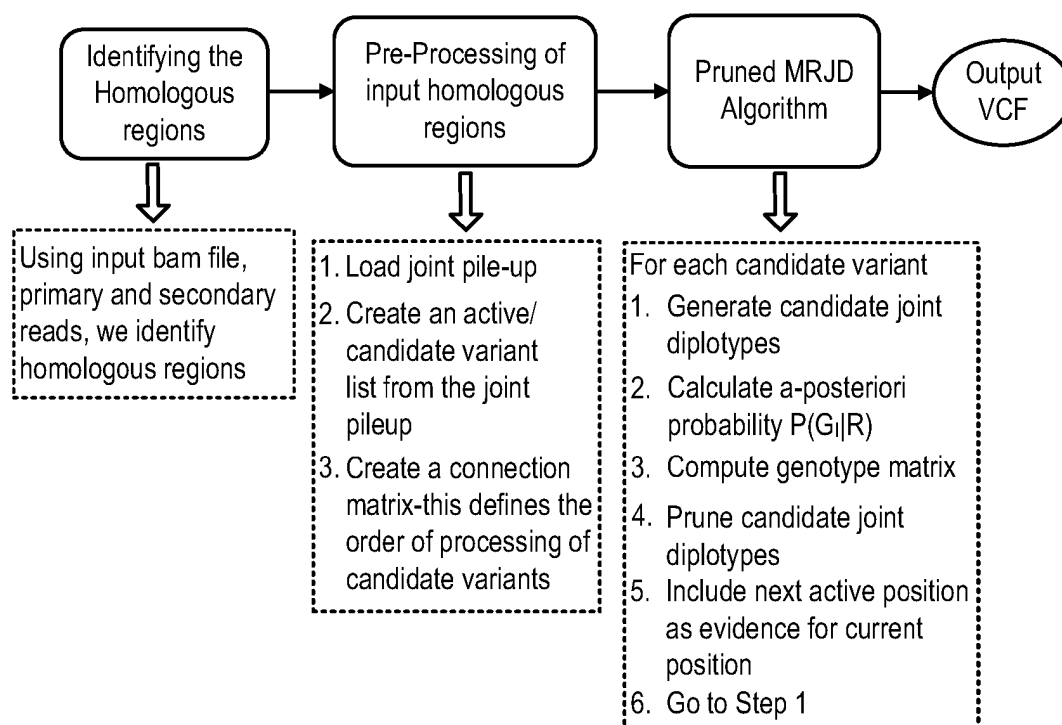 Identifying the
Homologous
regions
Pre-Processing of
input homologous
regions
Pruned MRJD
Algorithm
Output
VCF
Using input bam file,
primary and secondary
reads, we identify
homologous regions
1. Load joint pile-up
2. Create an active/
candidate variant
list from the joint
pileup
3. Create a connection
matrix-this defines the
order of processing of
candidate variants
For each candidate variant
1. Generate candidate joint
diplotypes
2. Calculate a-posteriori
probability P(Gᵢ|R)
3. Compute genotype matrix
4. Prune candidate joint
diplotypes
5. Include next active position
as evidence for current
position
6. Go to Step 1